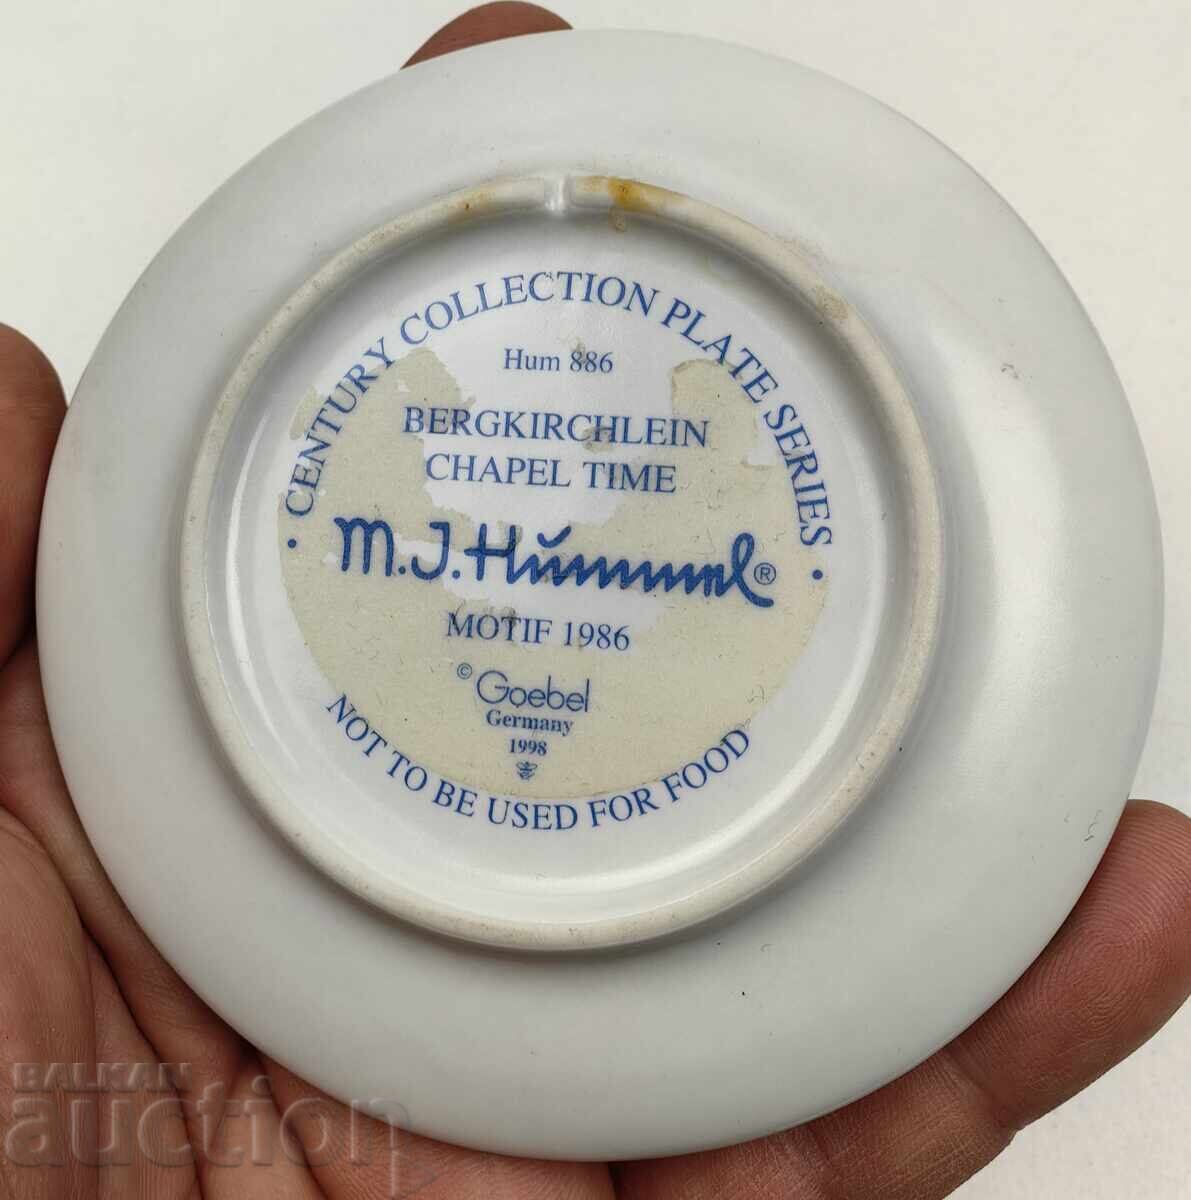 CENTURY COLLECTION PLATE SERIES
Hum 886
BERGKIRCHLEIN
CHAPEL TIME
M.J.Hummel®
MOTIF 1986
© Goebel
Germany
1998
• NOT TO BE USED FOR FOOD •
BALKAN
auction